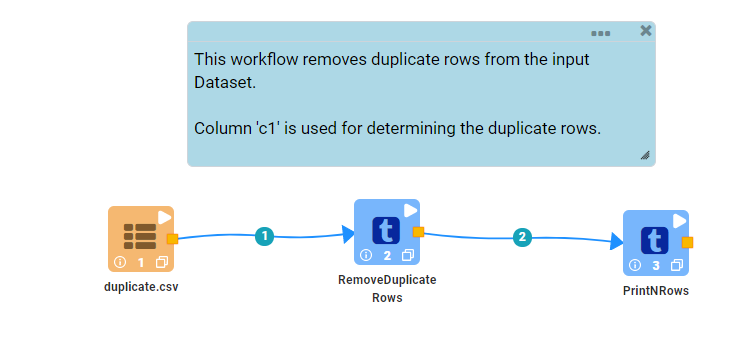 This workflow removes duplicate rows from the input
Dataset.
Column 'c1' is used for determining the duplicate rows.
1
2
t
t
1
2
3
duplicate.csv
RemoveDuplicate
Rows
PrintNRows